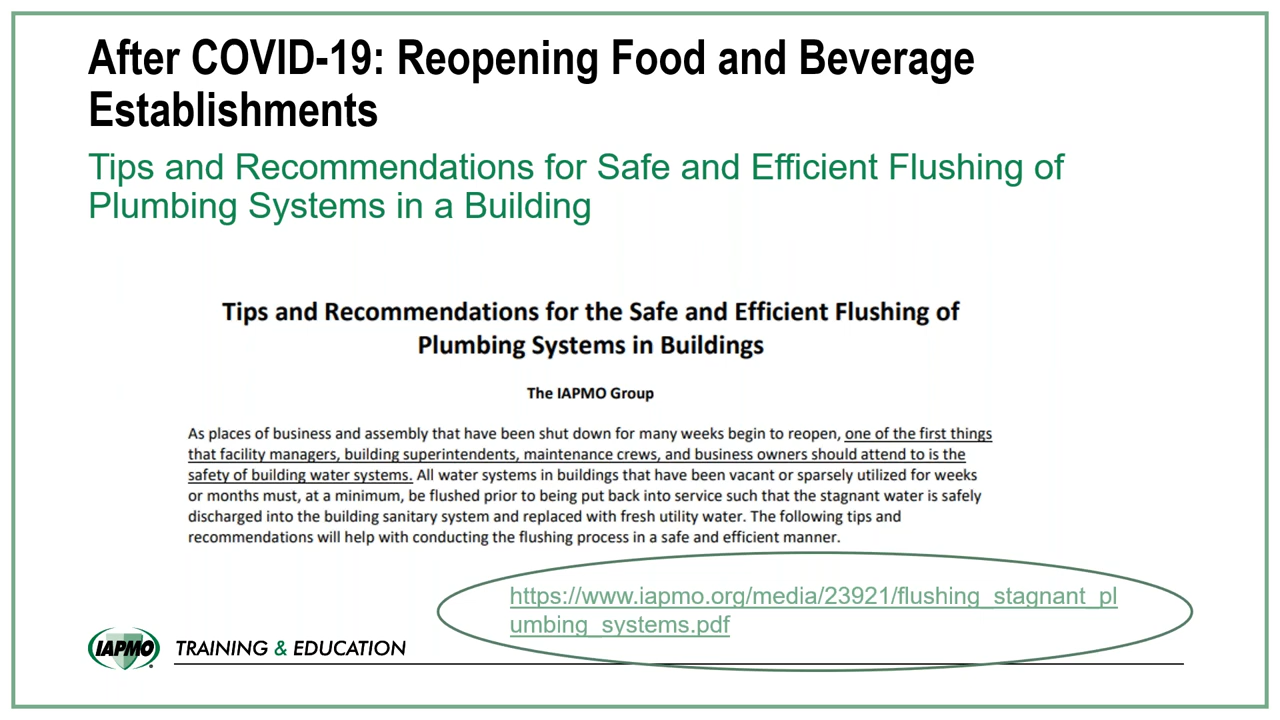 After COVID-19: Reopening Food and Beverage
Establishments
Tips and Recommendations for Safe and Efficient Flushing of
Plumbing Systems in a Building
Tips and Recommendations for the Safe and Efficient Flushing of
Plumbing Systems in Buildings
The IAPMO Group
As places of business and assembly that have been shut down for many weeks begin to reopen, one of the first things
that facility managers, building superintendents, maintenance crews, and business owners should attend to is the
safety of building water systems. All water systems in buildings that have been vacant or sparsely utilized for weeks
or months must, at a minimum, be flushed prior to being put back into service such that the stagnant water is safely
discharged into the building sanitary system and replaced with fresh utility water. The following tips and
recommendations will help with conducting the flushing process in a safe and efficient manner.
https://www.iapmo.org/media/23921/flushing_stagnant_pl
umbing_systems.pdf
IAPMO TRAINING & EDUCATION